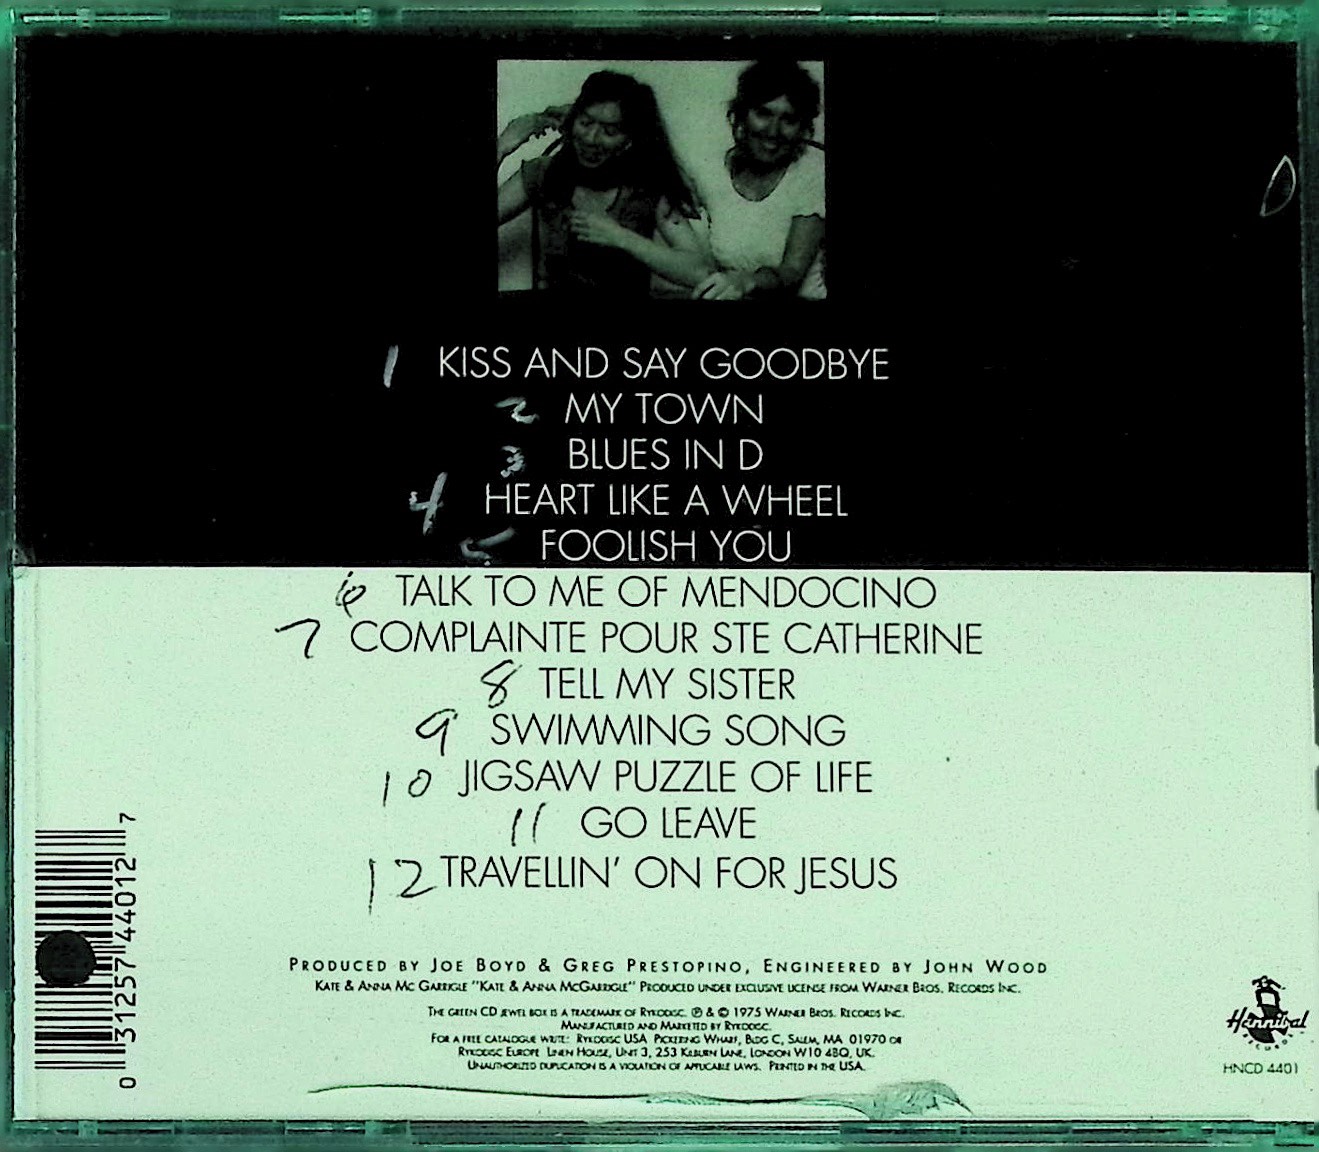 1 KISS AND SAY GOODBYE
2 MY TOWN
3 BLUES IN D
4 HEART LIKE A WHEEL
5 FOOLISH YOU
6 TALK TO ME OF MENDOCINO
7 COMPLAINTE POUR STE CATHERINE
8 TELL MY SISTER
9 SWIMMING SONG
10 JIGSAW PUZZLE OF LIFE
11 GO LEAVE
12 TRAVELLIN' ON FOR JESUS
PRODUCED BY JOE BOYD & GREG PRESTOPINO, ENGINEERED BY JOHN WOOD
KATE & ANNA MC GARRIGLE "KATE & ANNA MCGARRIGLE" PRODUCED UNDER EXCLUSIVE LICENSE FROM WARNER BROS. RECORDS INC.
THE GREEN CD JEWEL BOX IS A TRADEMARK OF RYKODISC. ℗ & © 1975 WARNER BROS. RECORDS INC.
MANUFACTURED AND MARKETED BY RYKODISC.
FOR A FREE CATALOGUE WRITE: RYKODISC USA PICKERING WHARF, BLDG C, SALEM, MA 01970 OR
RYKODISC EUROPE LINEN HOUSE, UNIT 3, 253 KILBURN LANE, LONDON W10 4BQ, UK.
UNAUTHORIZED DUPLICATION IS A VIOLATION OF APPLICABLE LAWS. PRINTED IN THE USA.
0 31257 44012 7
Hannibal
RECORDS
HNCD 4401